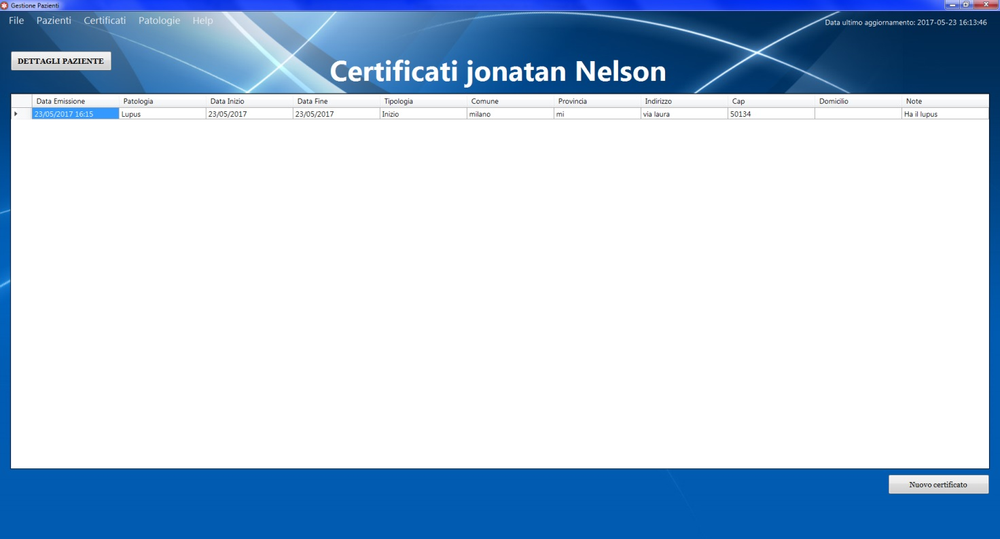 Gestione Pazienti
File Pazienti Certificati Patologie Help
Data ultimo aggiornamento: 2017-05-23 16:13:46
DETTAGLI PAZIENTE
Certificati jonatan Nelson
Data Emissione Patologia Data Inizio Data Fine Tipologia Comune Provincia Indirizzo Cap Domicilio Note
23/05/2017 16:15 Lupus 23/05/2017 23/05/2017 Inizio milano mi via laura 50134 Ha il lupus
Nuovo certificato